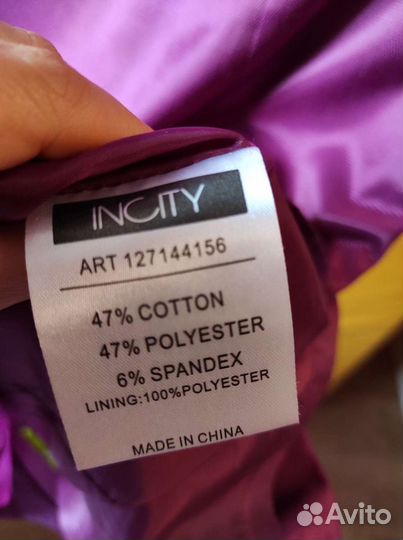 INCITY
ART 127144156
47% COTTON
47% POLYESTER
6% SPANDEX
LINING:100%POLYESTER
MADE IN CHINA
Avito